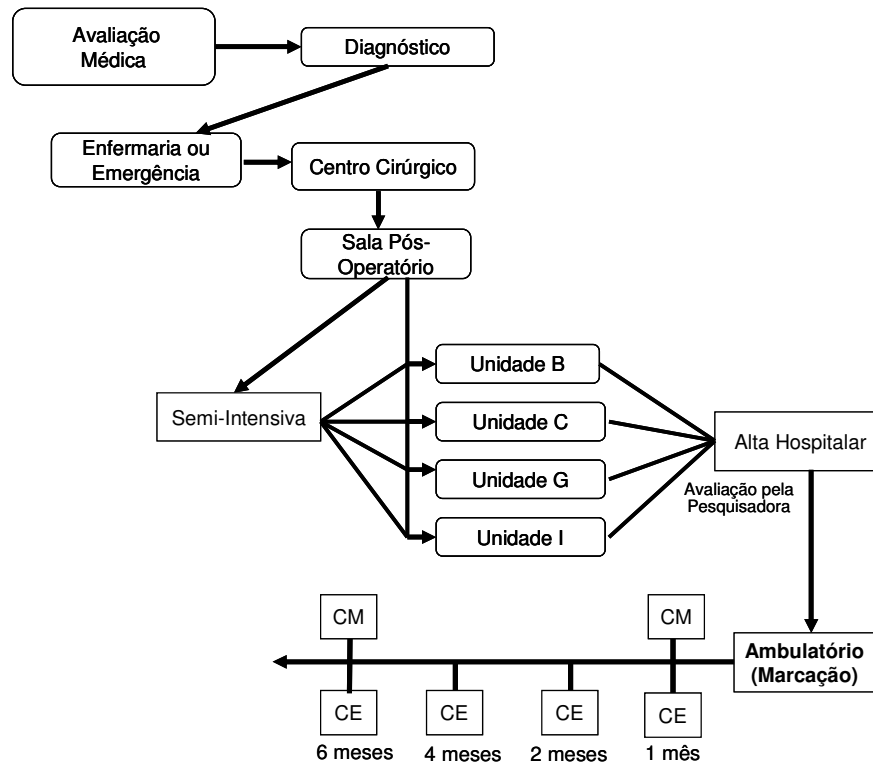 Avaliação
Médica
Diagnóstico
Enfermaria ou
Emergência
Centro Cirúrgico
Sala Pós-
Operatório
Semi-Intensiva
Unidade B
Unidade C
Unidade G
Unidade I
Alta Hospitalar
Avaliação pela
Pesquisadora
Ambulatório
(Marcação)
CM
CM
CE
CE
CE
CE
6 meses
4 meses
2 meses
1 mês